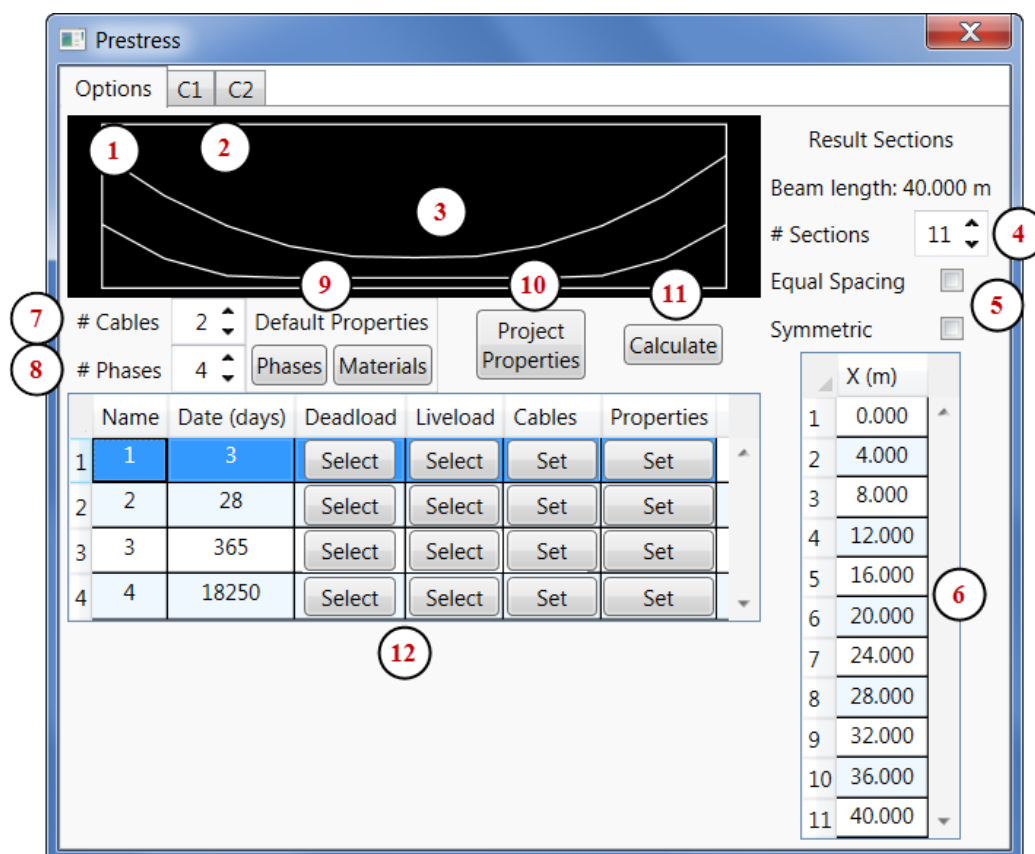 Prestress
X
Options C1 C2
1 2 3
Result Sections
Beam length: 40.000 m
# Sections 11 4
Equal Spacing
5
Symmetric
7 # Cables 2 9 Default Properties
8 # Phases 4 Phases Materials
10 Project Properties
11 Calculate
Name Date (days) Deadload Liveload Cables Properties
1 1 3 Select Select Set Set
2 2 28 Select Select Set Set
3 3 365 Select Select Set Set
4 4 18250 Select Select Set Set
12
X (m)
1 0.000
2 4.000
3 8.000
4 12.000
5 16.000
6
6 20.000
7 24.000
8 28.000
9 32.000
10 36.000
11 40.000